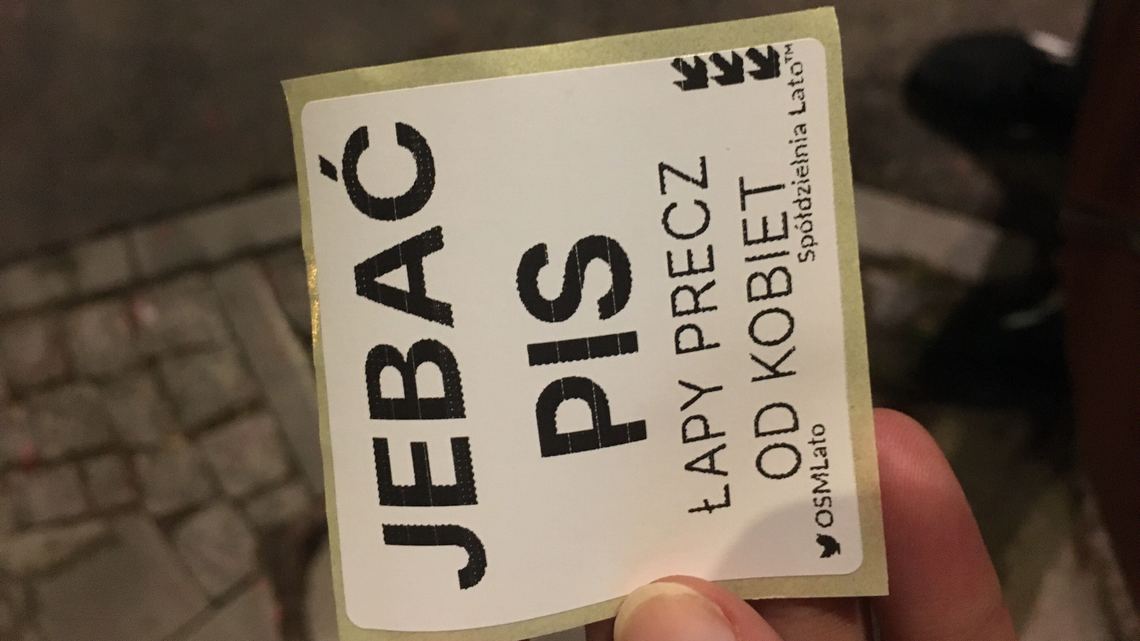 JEBAĆ
PIS
ŁAPY PRECZ
OD KOBIET
OSMLato
Spółdzielnia Lato™